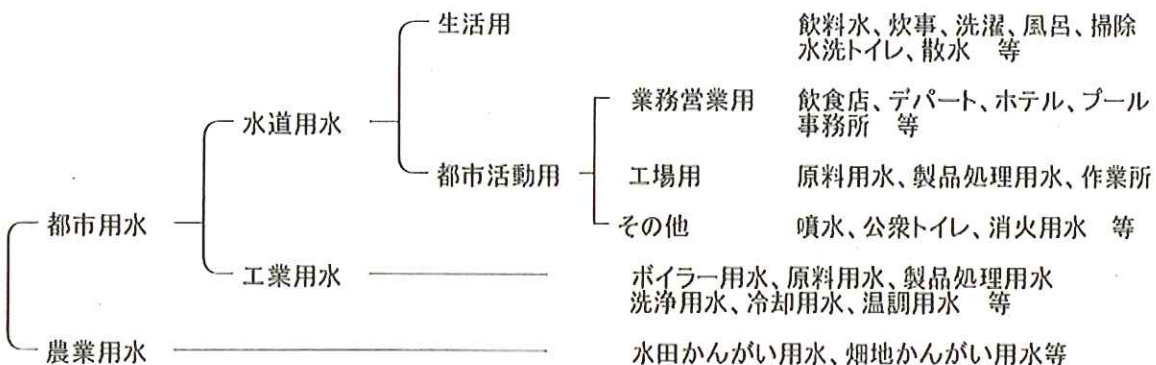 生活用 飲料水、炊事、洗濯、風呂、掃除
水洗トイレ、散水 等
業務営業用 飲食店、デパート、ホテル、プール
事務所 等
水道用水
都市活動用 工場用 原料用水、製品処理用水、作業所
都市用水 その他 噴水、公衆トイレ、消火用水 等
工業用水 ボイラー用水、原料用水、製品処理用水
洗浄用水、冷却用水、温調用水 等
農業用水 水田かんがい用水、畑地かんがい用水等